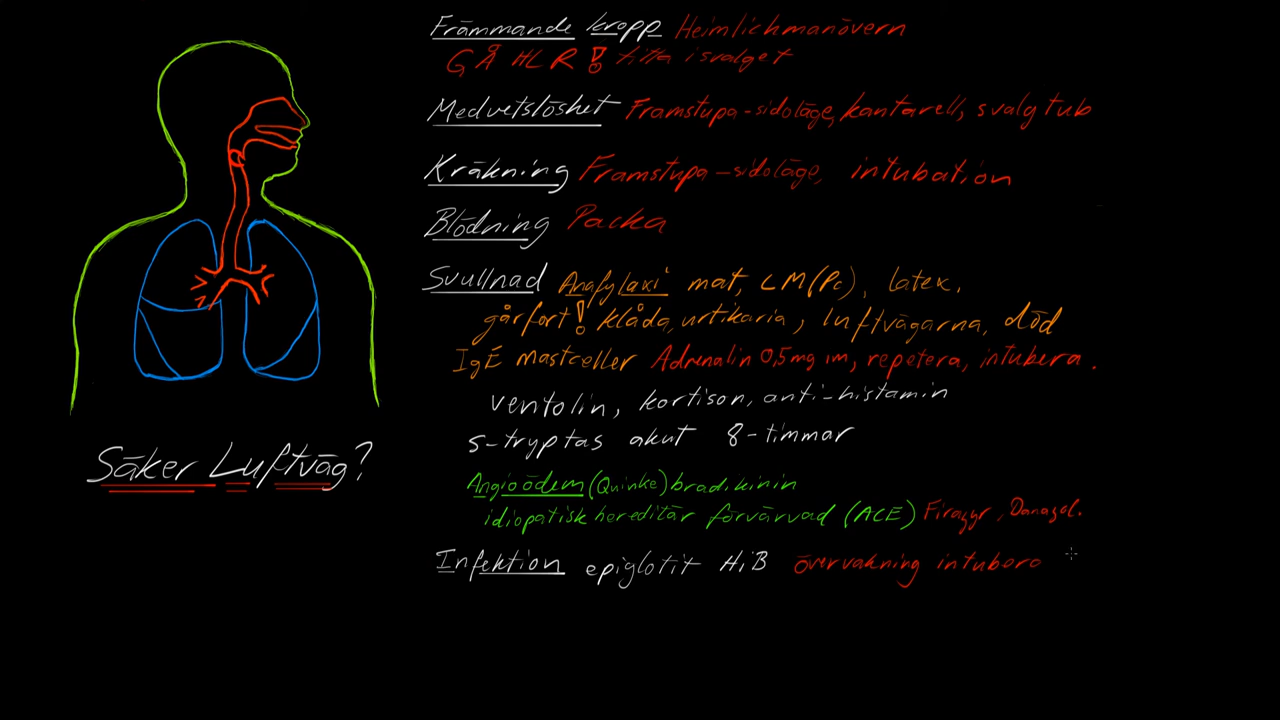 Främmande kropp Heimlichmanövern
GÅ HLR! titta i svalget
Medvetslöshet Framstupa-sidoläge, kantarell, svalgtub
Kräkning Framstupa-sidoläge, intubation
Blödning Packa
Svullnad Anafylaxi mat, LM(Pc), latex.
går fort! klåda, urtikaria, luftvägarna, död
IgE mastceller Adrenalin 0,5mg im, repetera, intubera.
ventolin, kortison, anti-histamin
s-tryptas akut 8-timmar
Säker Luftväg?
Angioödem (Quinke) bradikinin
idiopatisk hereditär förvärvad (ACE) Firazyr, Danazol.
Infektion epiglotit HiB övervakning intubera